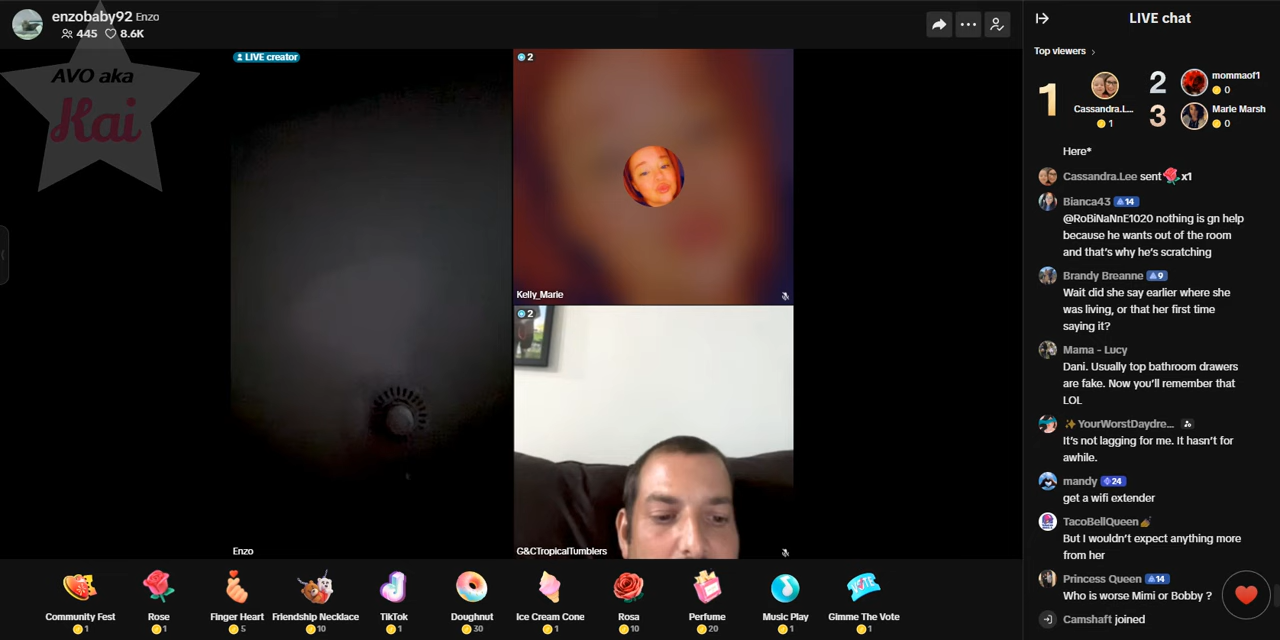 enzobaby92 Enzo
445 8.6K
AVO aka
Kai
LIVE creator
2
Kelly_Marie
2
Enzo
G&CTropicalTumblers
Community Fest
1
Rose
1
Finger Heart
5
Friendship Necklace
10
TikTok
1
Doughnut
30
Ice Cream Cone
1
Rosa
10
Perfume
20
Music Play
1
Gimme The Vote
1
LIVE chat
Top viewers
1
Cassandra.L...
1
2
mommaof1
0
3
Marie Marsh
0
Here*
Cassandra.Lee sent x1
Bianca43 14
@RoBiNaNnE1020 nothing is gn help
because he wants out of the room
and that's why he's scratching
Brandy Breanne 9
Wait did she say earlier where she
was living, or that her first time
saying it?
Mama - Lucy
Dani. Usually top bathroom drawers
are fake. Now you'll remember that
LOL
✨YourWorstDaydre...
It's not lagging for me. It hasn't for
awhile.
mandy 24
get a wifi extender
TacoBellQueen
But I wouldn't expect anything more
from her
Princess Queen 14
Who is worse Mimi or Bobby ?
Camshaft joined